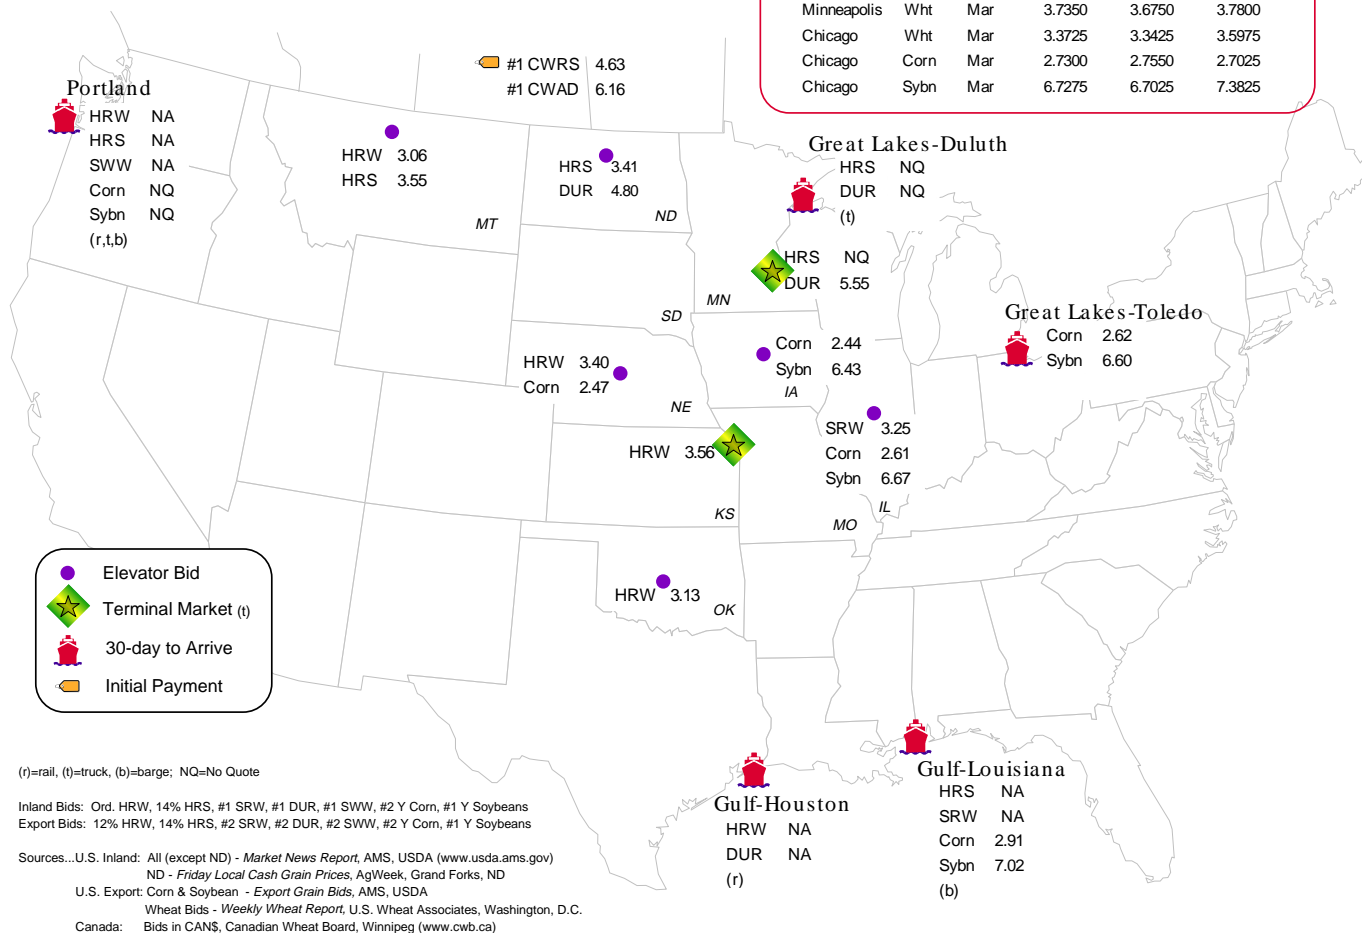 Minneapolis Wht Mar 3.7350 3.6750 3.7800
Chicago Wht Mar 3.3725 3.3425 3.5975
Chicago Corn Mar 2.7300 2.7550 2.7025
Chicago Sybn Mar 6.7275 6.7025 7.3825
#1 CWRS 4.63
#1 CWAD 6.16
Portland
HRW NA
HRS NA
SWW NA
Corn NQ
Sybn NQ
(r,t,b)
HRW 3.06
HRS 3.55
MT
HRS 3.41
DUR 4.80
ND
Great Lakes-Duluth
HRS NQ
DUR NQ
(t)
HRS NQ
DUR 5.55
MN
SD
Great Lakes-Toledo
Corn 2.62
Sybn 6.60
HRW 3.40
Corn 2.47
NE
Corn 2.44
Sybn 6.43
IA
SRW 3.25
Corn 2.61
Sybn 6.67
IL
HRW 3.56
KS
MO
HRW 3.13
OK
Elevator Bid
Terminal Market (t)
30-day to Arrive
Initial Payment
Gulf-Houston
HRW NA
DUR NA
(r)
Gulf-Louisiana
HRS NA
SRW NA
Corn 2.91
Sybn 7.02
(b)
(r)=rail, (t)=truck, (b)=barge; NQ=No Quote
Inland Bids: Ord. HRW, 14% HRS, #1 SRW, #1 DUR, #1 SWW, #2 Y Corn, #1 Y Soybeans
Export Bids: 12% HRW, 14% HRS, #2 SRW, #2 DUR, #2 SWW, #2 Y Corn, #1 Y Soybeans
Sources...U.S. Inland: All (except ND) - Market News Report, AMS, USDA (www.usda.ams.gov)
ND - Friday Local Cash Grain Prices, AgWeek, Grand Forks, ND
U.S. Export: Corn & Soybean - Export Grain Bids, AMS, USDA
Wheat Bids - Weekly Wheat Report, U.S. Wheat Associates, Washington, D.C.
Canada: Bids in CAN$, Canadian Wheat Board, Winnipeg (www.cwb.ca)